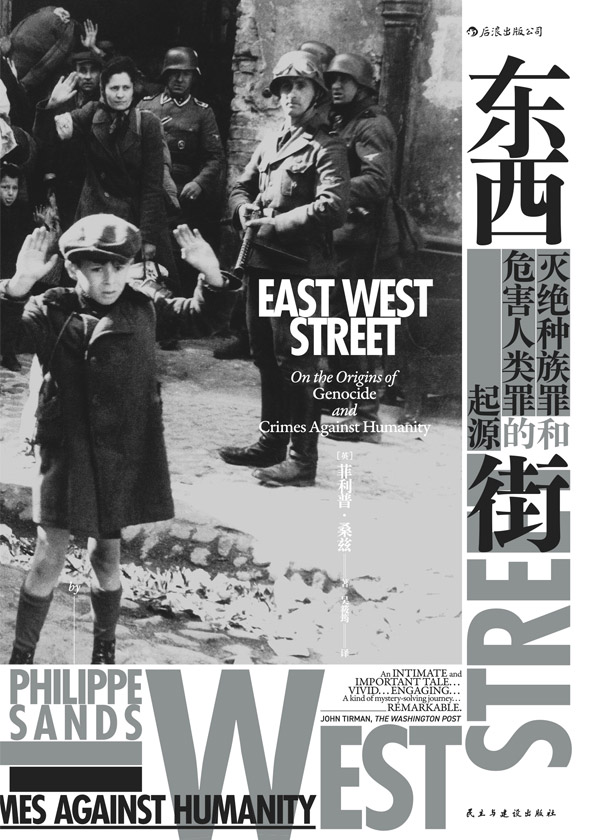 后浪出版公司
东西街
灭绝种族罪和
危害人类罪的
起源
EAST WEST
STREET
On the Origins of
Genocide
and
Crimes Against Humanity
[英]菲利普·桑兹
著
译
by
PHILIPPE
SANDS
An INTIMATE and
IMPORTANT TALE...
VIVID... ENGAGING...
A kind of mystery-solving journey...
REMARKABLE.
JOHN TIRMAN, THE WASHINGTON POST
WEST
STREE
MES AGAINST HUMANITY
民主与建设出版社